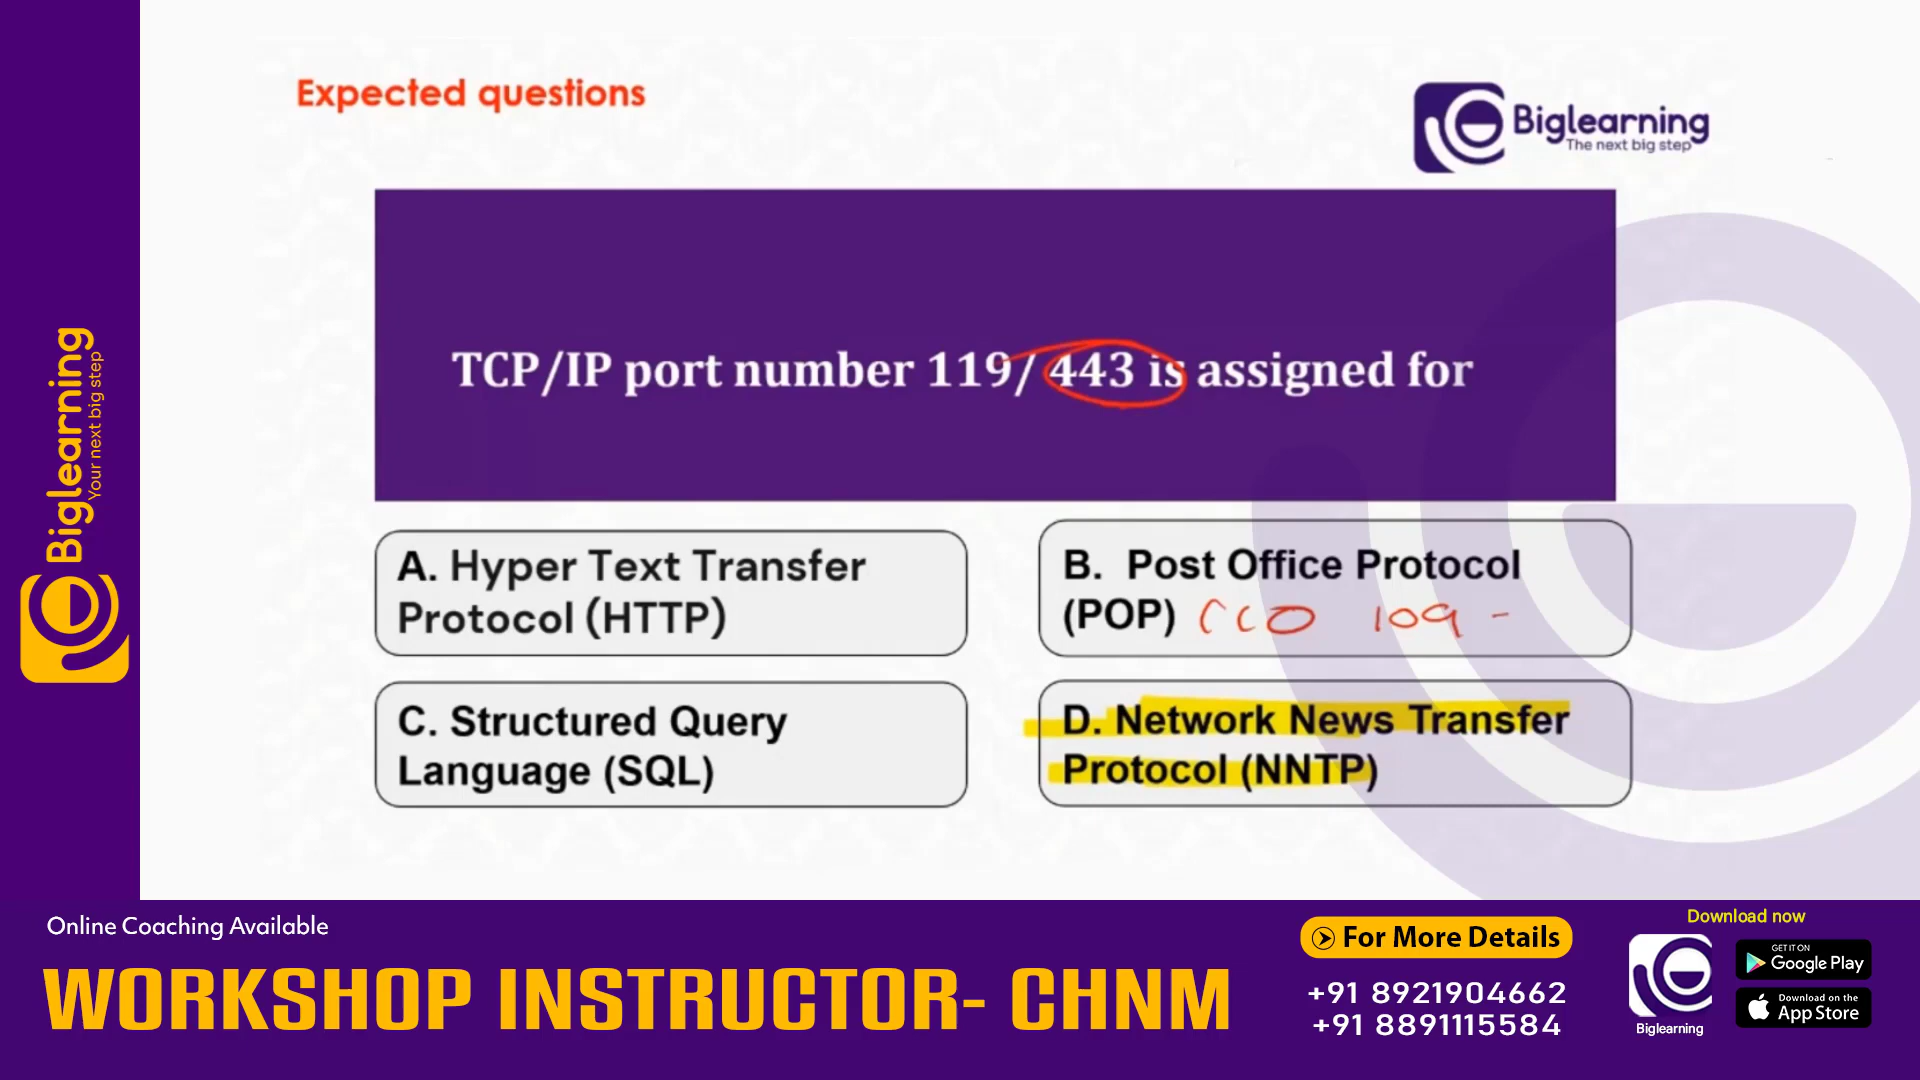 Expected questions
Biglearning
The next big step
TCP/IP port number 119/ 443 is assigned for
A. Hyper Text Transfer
Protocol (HTTP)
B. Post Office Protocol
(POP) 109 -
C. Structured Query
Language (SQL)
D. Network News Transfer
Protocol (NNTP)
Biglearning
Your next big step
Online Coaching Available
WORKSHOP INSTRUCTOR- CHNM
For More Details
+91 8921904662
+91 8891115584
Download now
Biglearning
GET IT ON
Google Play
Download on the
App Store